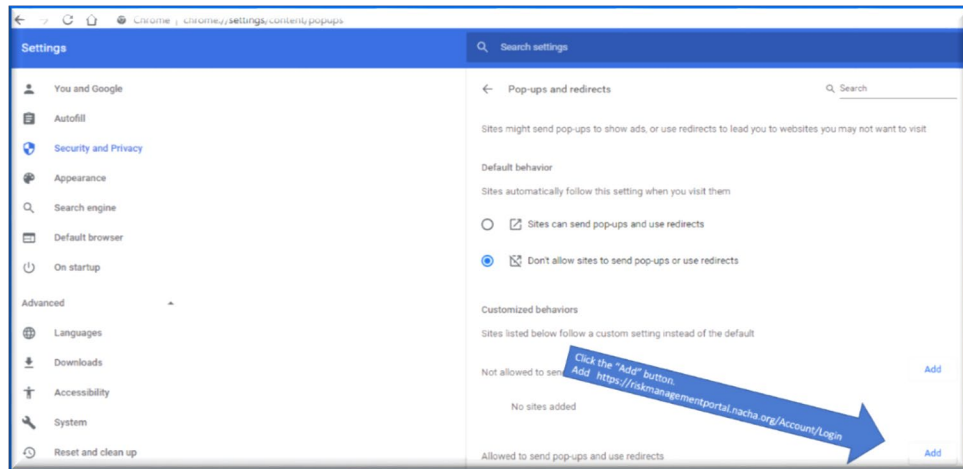 Chrome | chrome://settings/content/popups
Settings
Search settings
You and Google
Autofill
Security and Privacy
Appearance
Search engine
Default browser
On startup
Advanced
Languages
Downloads
Accessibility
System
Reset and clean up
Pop-ups and redirects
Search
Sites might send pop-ups to show ads, or use redirects to lead you to websites you may not want to visit
Default behavior
Sites automatically follow this setting when you visit them
Sites can send pop-ups and use redirects
Don't allow sites to send pop-ups or use redirects
Customized behaviors
Sites listed below follow a custom setting instead of the default
Not allowed to sen
Add
Click the "Add" button.
Add https://riskmanagementportal.nacha.org/Account/Login
No sites added
Allowed to send pop-ups and use redirects
Add